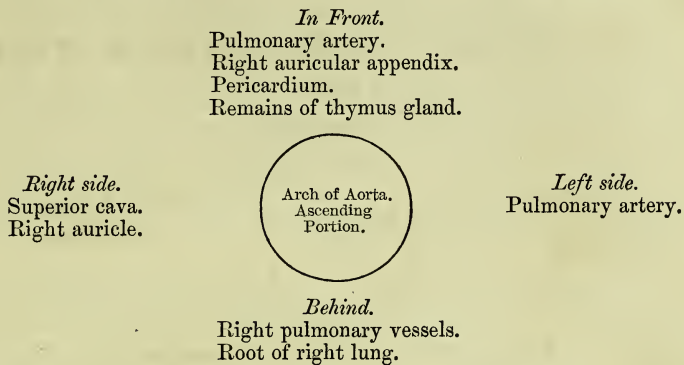 In Front.
Pulmonary artery.
Right auricular appendix.
Pericardium.
Remains of thymus gland.
Right side.
Superior cava.
Right auricle.
Arch of Aorta.
Ascending
Portion.
Left side.
Pulmonary artery.
Behind.
Right pulmonary vessels.
Root of right lung.